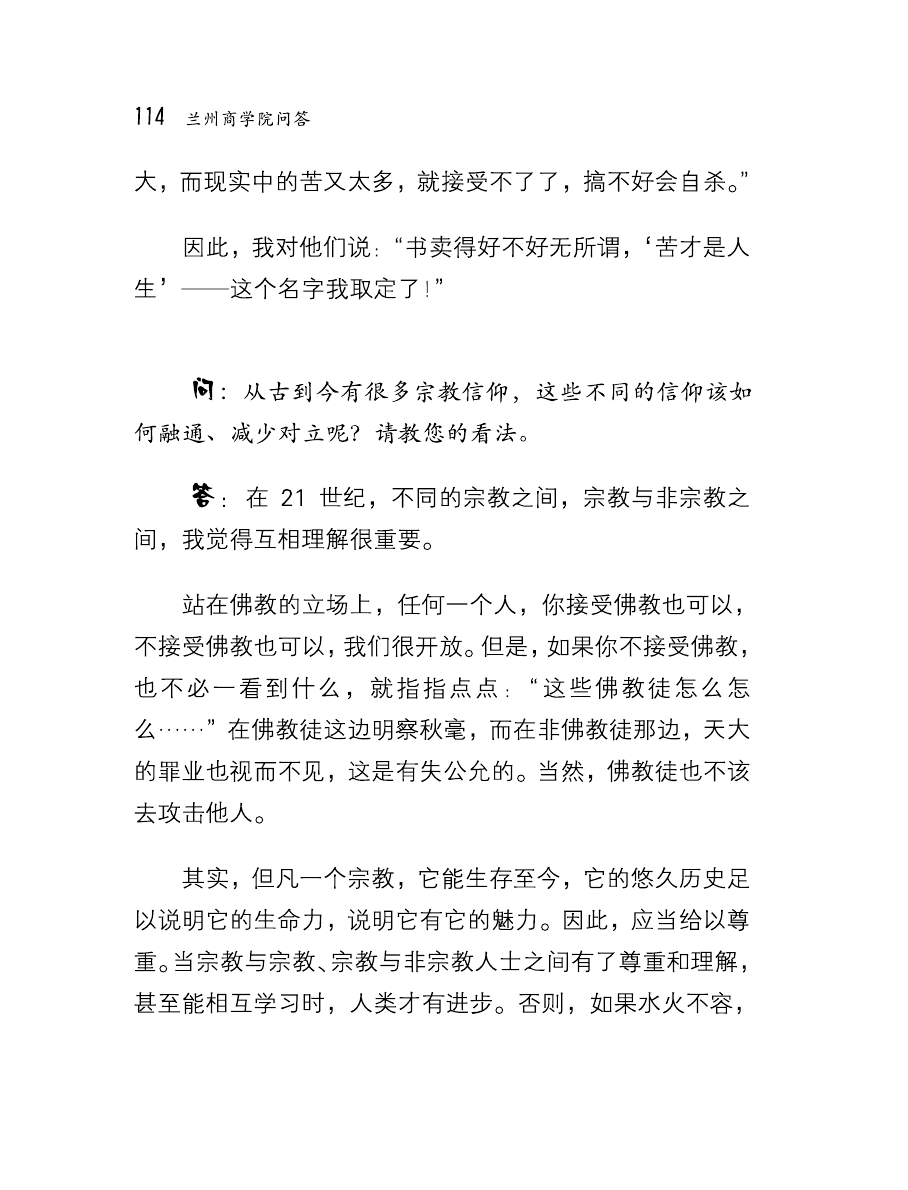 114 兰州商学院问答
大，而现实中的苦又太多，就接受不了了，搞不好会自杀。”
因此，我对他们说：“书卖得好不好无所谓，‘苦才是人
生’——这个名字我取定了！”
问：从古到今有很多宗教信仰，这些不同的信仰该如
何融通、减少对立呢？请教您的看法。
答：在 21 世纪，不同的宗教之间，宗教与非宗教之
间，我觉得互相理解很重要。
站在佛教的立场上，任何一个人，你接受佛教也可以，
不接受佛教也可以，我们很开放。但是，如果你不接受佛教，
也不必一看到什么，就指指点点：“这些佛教徒怎么怎
么……”在佛教徒这边明察秋毫，而在非佛教徒那边，天大
的罪业也视而不见，这是有失公允的。当然，佛教徒也不该
去攻击他人。
其实，但凡一个宗教，它能生存至今，它的悠久历史足
以说明它的生命力，说明它有它的魅力。因此，应当给以尊
重。当宗教与宗教、宗教与非宗教人士之间有了尊重和理解，
甚至能相互学习时，人类才有进步。否则，如果水火不容，